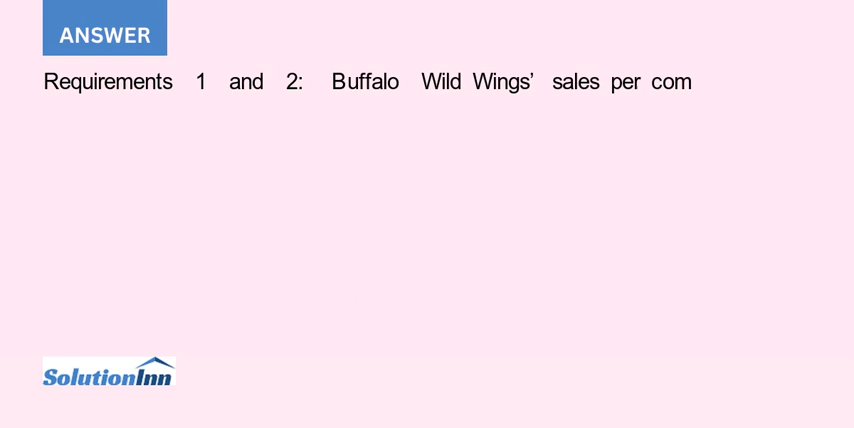 ANSWER
Requirements 1 and 2: Buffalo Wild Wings’ sales per com
SolutionInn